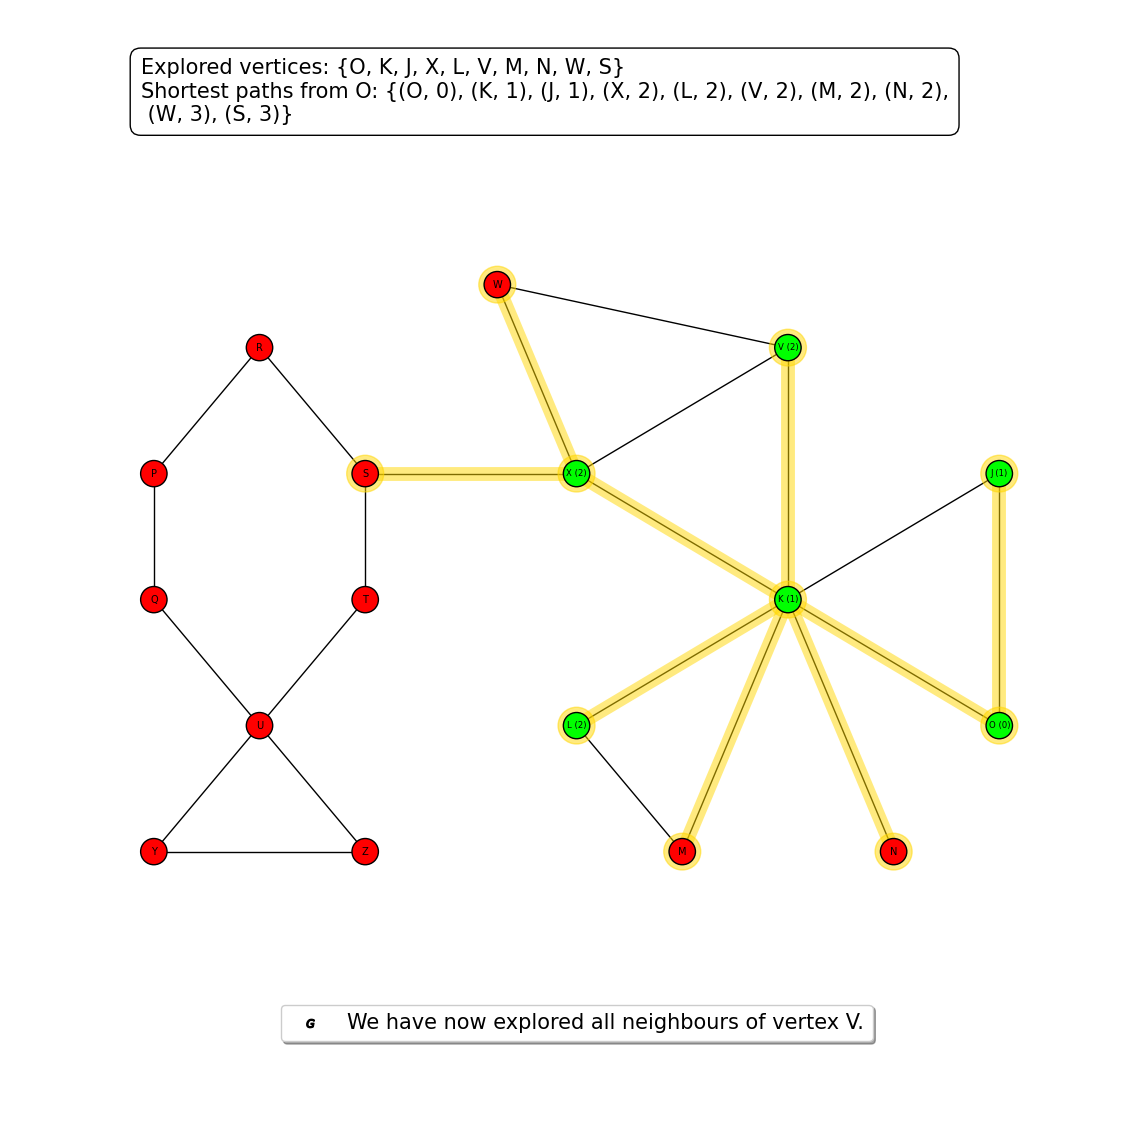 Explored vertices: {O, K, J, X, L, V, M, N, W, S}
Shortest paths from O: {(O, 0), (K, 1), (J, 1), (X, 2), (L, 2), (V, 2), (M, 2), (N, 2),
(W, 3), (S, 3)}
W
R
V (2)
P
S
X (2)
J (1)
Q
T
K (1)
U
L (2)
O (0)
Y
Z
M
N
G We have now explored all neighbours of vertex V.